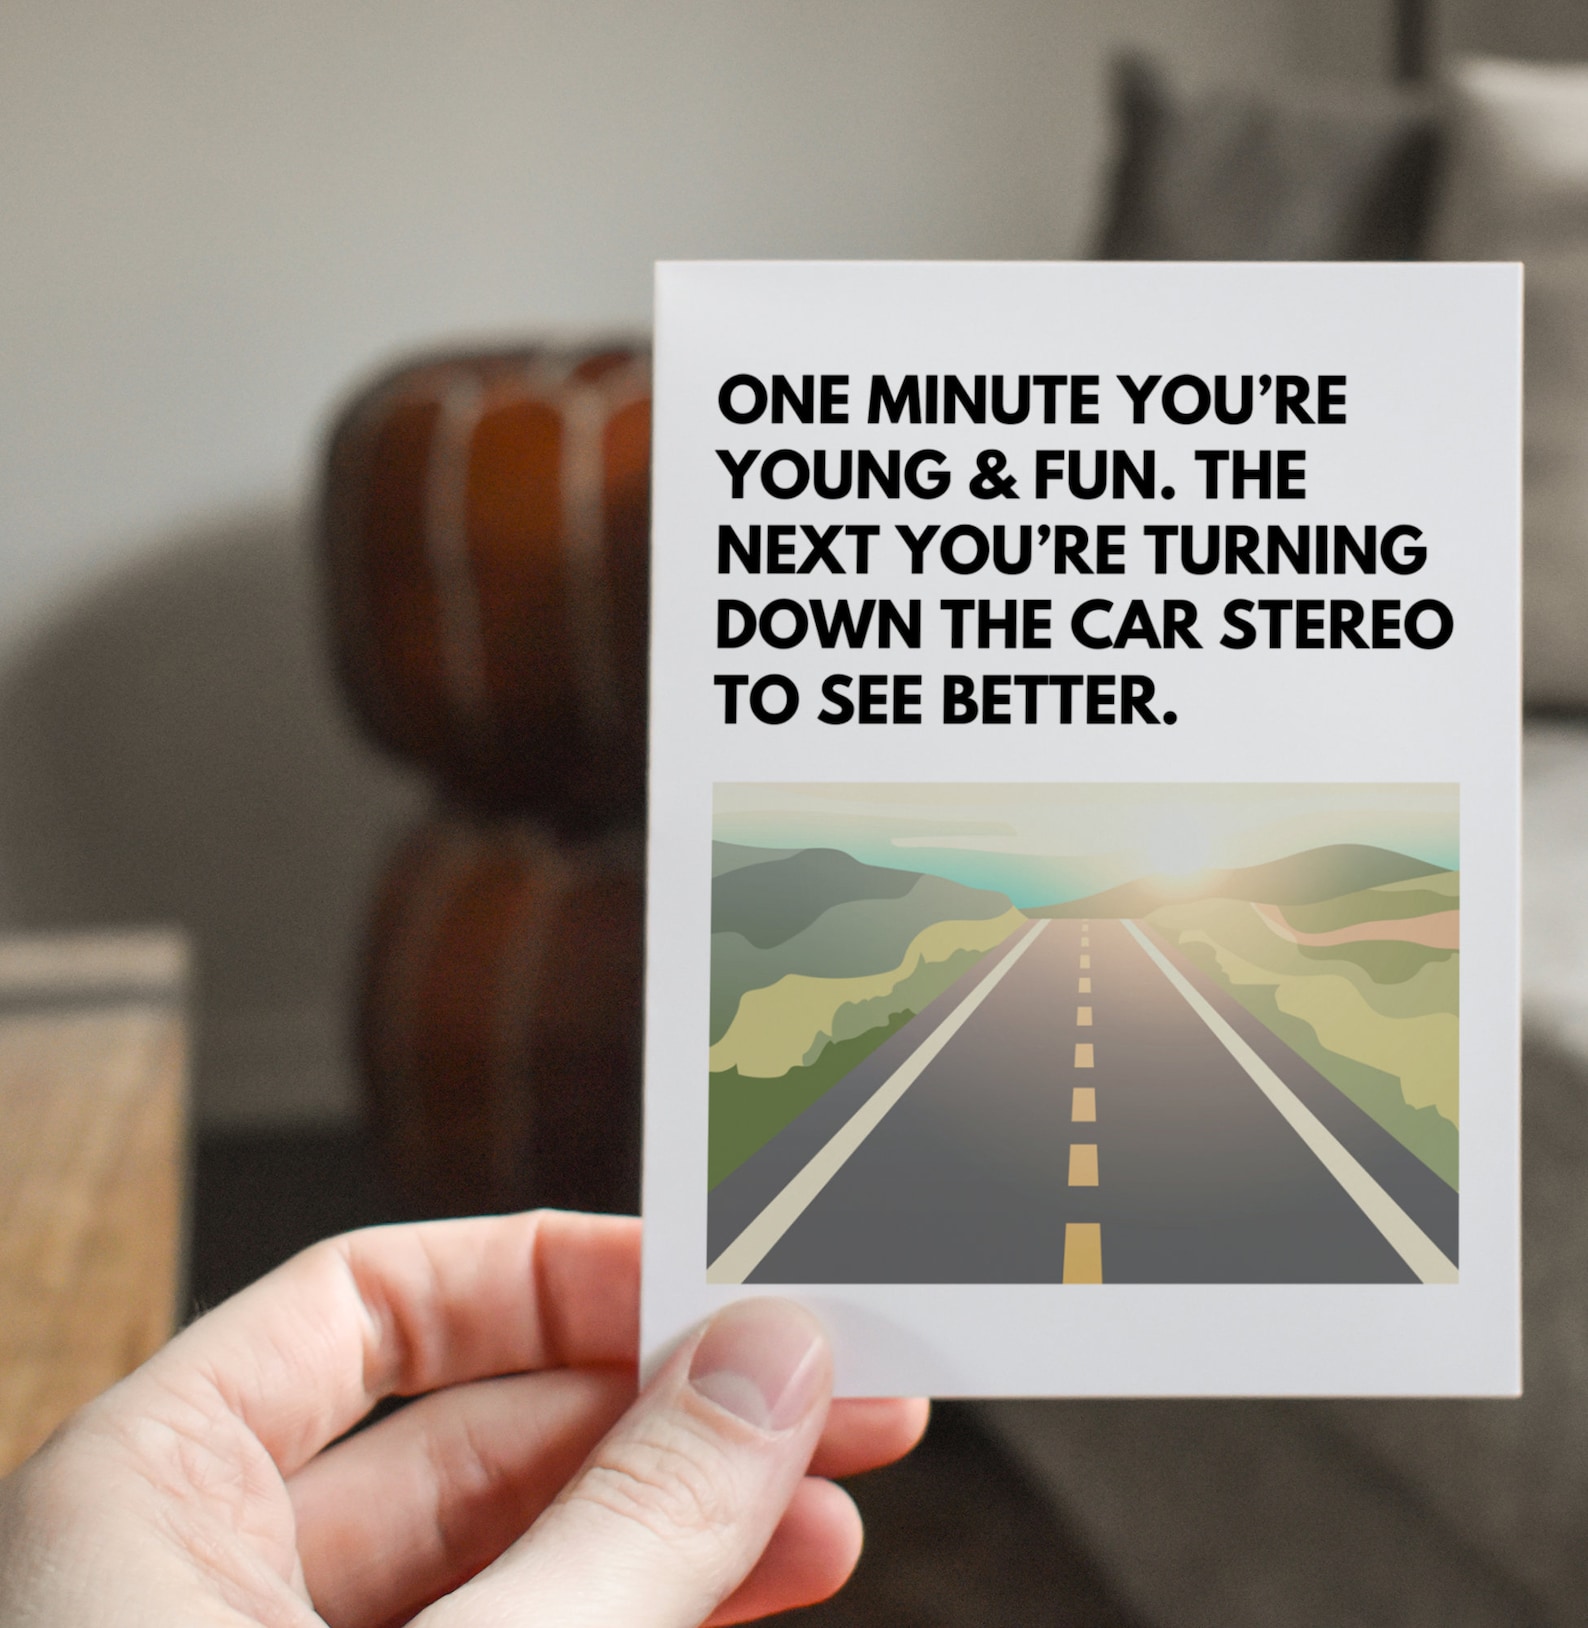 ONE MINUTE YOU’RE
YOUNG & FUN. THE
NEXT YOU’RE TURNING
DOWN THE CAR STEREO
TO SEE BETTER.